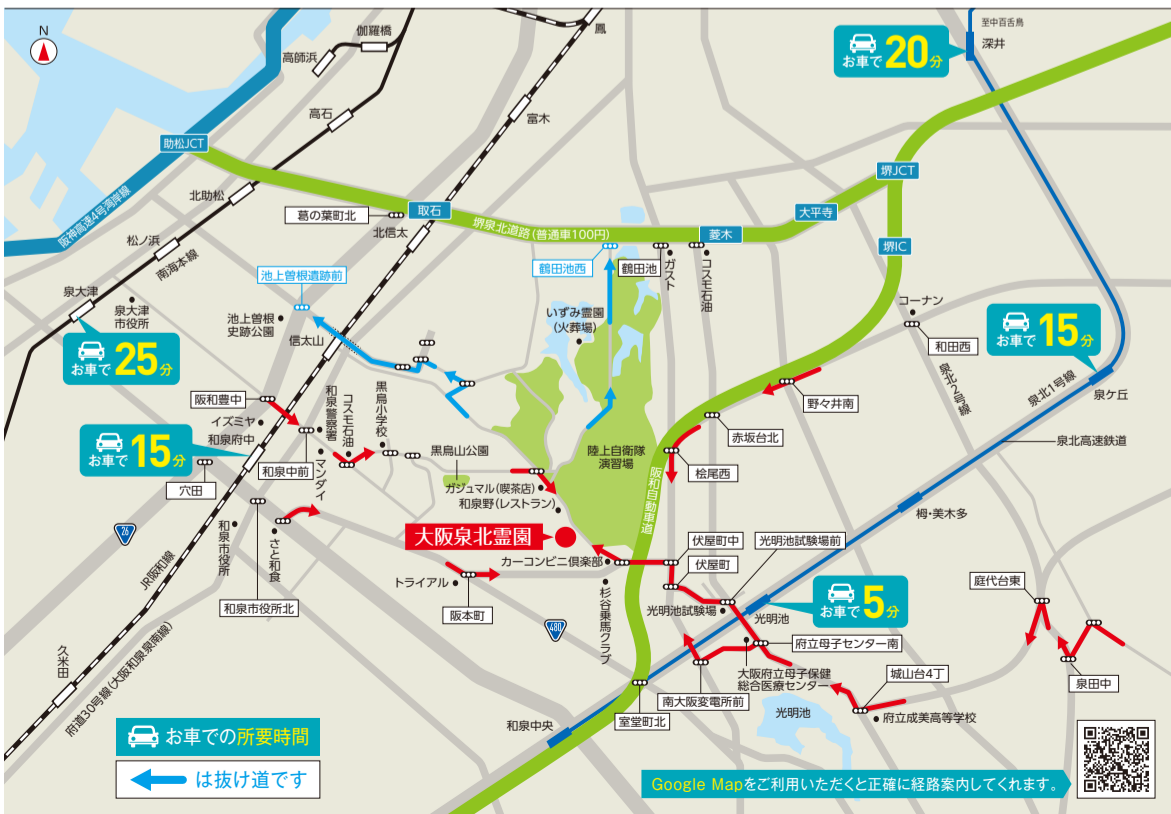 N
伽羅橋
高師浜
鳳
至中百舌鳥
深井
お車で20分
高石
富木
助松JCT
阪神高速4号湾岸線
北助松
葛の葉町北
取石
北信太
堺泉北道路(普通車100円)
菱木
大平寺
堺JCT
堺IC
松ノ浜
南海本線
鶴田池西
鶴田池
ガスト
コスモ石油
池上曽根遺跡前
泉大津
泉大津
市役所
池上曽根
史跡公園
信太山
いずみ霊園
(火葬場)
コーナン
和田西
お車で25分
お車で15分
泉北2号線
泉北1号線
泉ケ丘
阪和豊中
イズミヤ
和泉府中
和泉警察署
コスモ石油
黒鳥小学校
野々井南
赤坂台北
泉北高速鉄道
お車で15分
和泉中前
マンダイ
黒鳥山公園
陸上自衛隊
演習場
桧尾西
穴田
ガジュマル(喫茶店)
和泉野(レストラン)
阪和自動車道
栂・美木多
26
和泉市役所
さと和食
大阪泉北霊園
伏屋町中
光明池試験場前
カーコンビニ倶楽部
伏屋町
庭代台東
JR阪和線
和泉市役所北
トライアル
阪本町
杉谷乗馬クラブ
光明池試験場
光明池
お車で5分
480
府立母子センター南
久米田
府道30号線(大阪和泉泉南線)
大阪府立母子保健
総合医療センター
城山台4丁
泉田中
南大阪変電所前
室堂町北
光明池
府立成美高等学校
和泉中央
お車での所要時間
は抜け道です
Google Mapをご利用いただくと正確に経路案内してくれます。